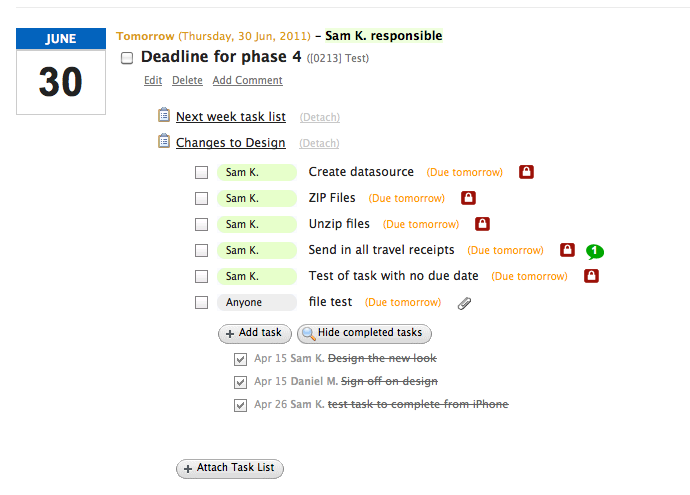 JUNE
30
Tomorrow (Thursday, 30 Jun, 2011) – Sam K. responsible
Deadline for phase 4 ([0213] Test)
Edit Delete Add Comment
Next week task list (Detach)
Changes to Design (Detach)
Sam K. Create datasource (Due tomorrow)
Sam K. ZIP Files (Due tomorrow)
Sam K. Unzip files (Due tomorrow)
Sam K. Send in all travel receipts (Due tomorrow) 1
Sam K. Test of task with no due date (Due tomorrow)
Anyone file test (Due tomorrow)
+ Add task Hide completed tasks
Apr 15 Sam K. Design the new look
Apr 15 Daniel M. Sign off on design
Apr 26 Sam K. test task to complete from iPhone
+ Attach Task List